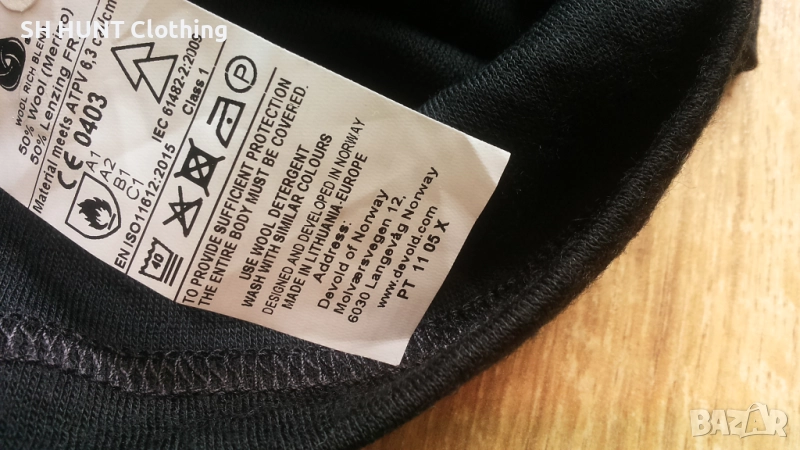 SH HUNT Clothing
WOOL RICH BLEND
50% Wool (Merino)
50% Lenzing FR
Material meets ATPV 6,3
CE 0403
A1
A2
B1
C1
EN ISO11612:2015
IEC 61482-2:2009
Class 1
P
40
TO PROVIDE SUFFICIENT PROTECTION
THE ENTIRE BODY MUST BE COVERED.
USE WOOL DETERGENT
WASH WITH SIMILAR COLOURS
DESIGNED AND DEVELOPED IN NORWAY
MADE IN LITHUANIA-EUROPE
Address:
Devold of Norway
Molværsvegen 12,
6030 Langevåg Norway
www.devold.com
PT 11 05 X
BAZAR